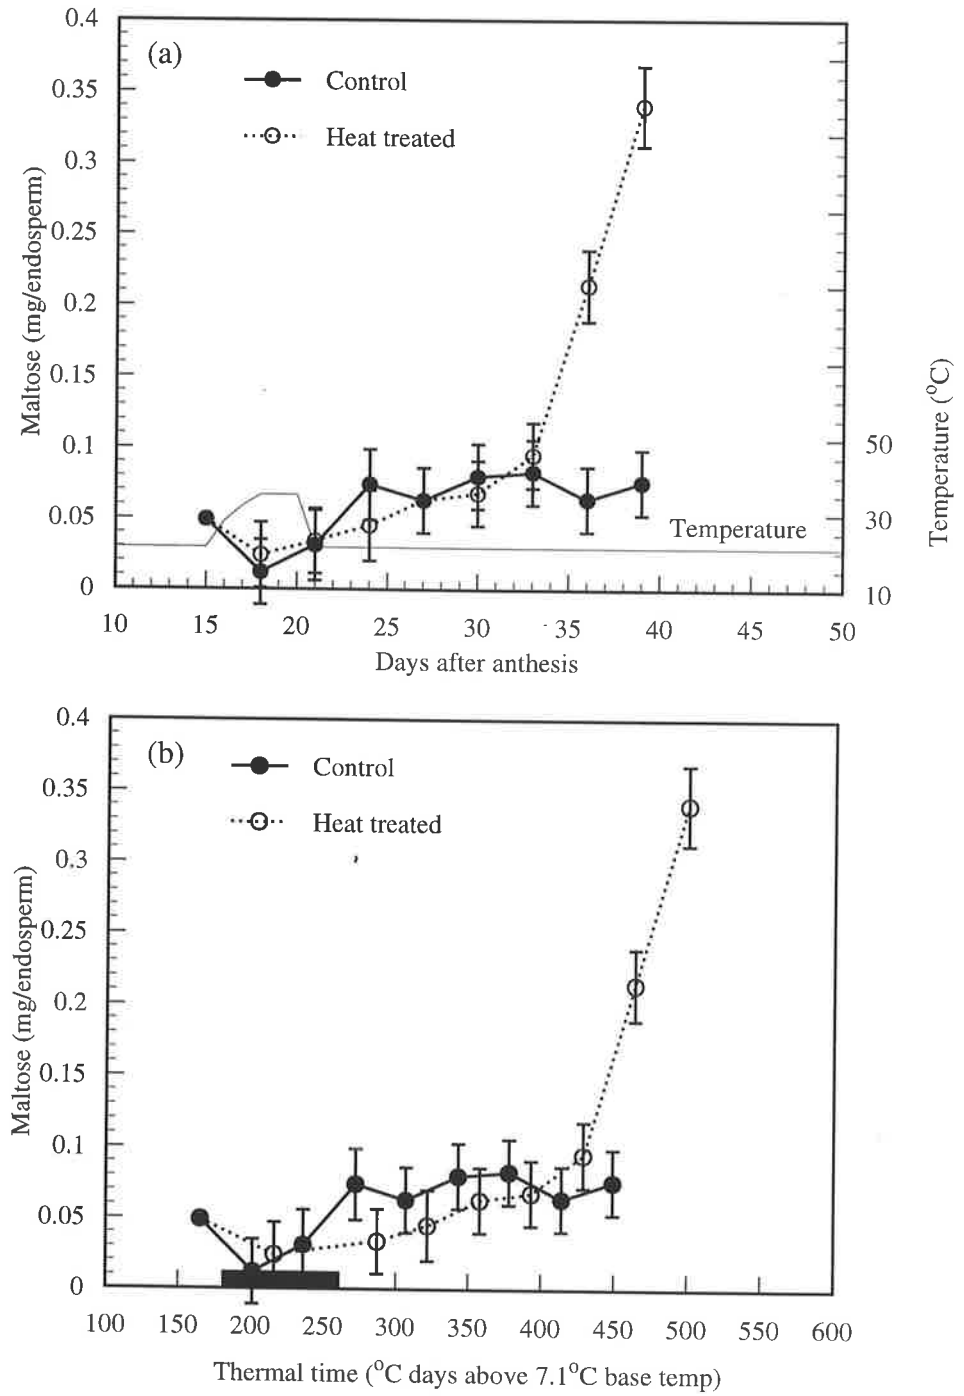 0.4
(a)
Control
0.35
Heat treated
0.3
0.25
0.2
0.15
0.1
50
0.05
Temperature
30
0
10
10 15 20 25 30 35 40 45 50
Days after anthesis
Maltose (mg/endosperm)
Temperature (°C)
0.4
(b)
Control
0.35
Heat treated
0.3
0.25
0.2
0.15
0.1
0.05
0
100 150 200 250 300 350 400 450 500 550 600
Thermal time (°C days above 7.1°C base temp)
Maltose (mg/endosperm)